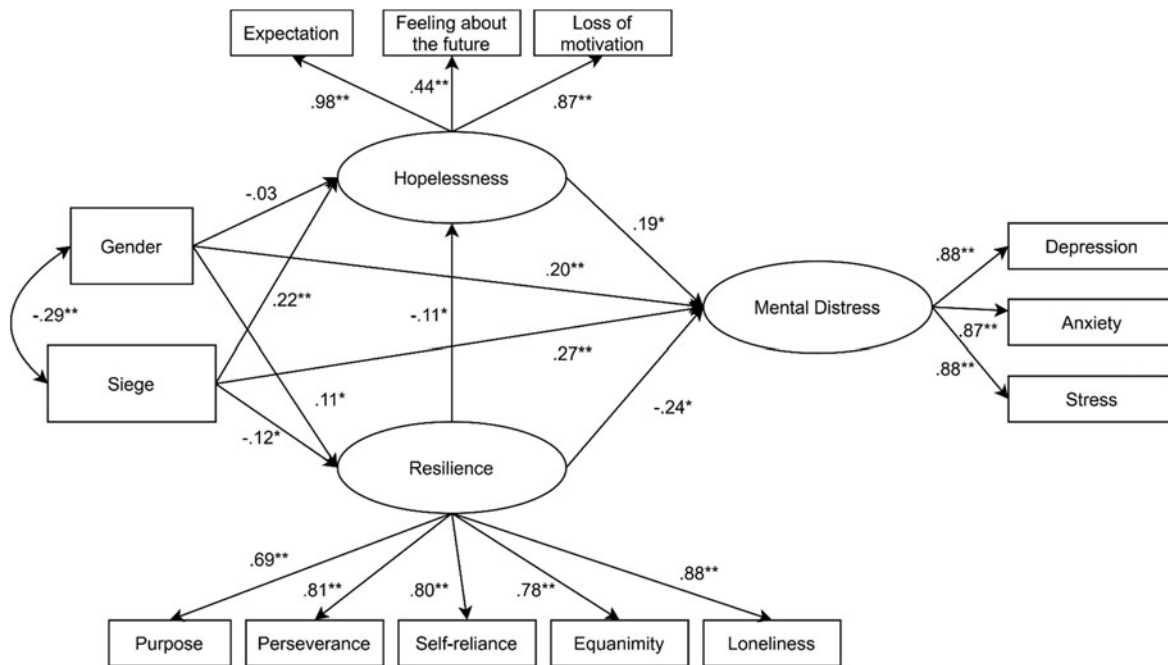 Expectation
Feeling about
the future
Loss of
motivation
.98**
.44**
.87**
Hopelessness
-.03
.19*
Gender
Depression
.88**
.20**
.22**
-.29**
-.11*
Mental Distress
Anxiety
.87**
.27**
Siege
.88**
Stress
.11*
-.24*
-.12*
Resilience
.69**
.81**
.80**
.78**
.88**
Purpose
Perseverance
Self-reliance
Equanimity
Loneliness